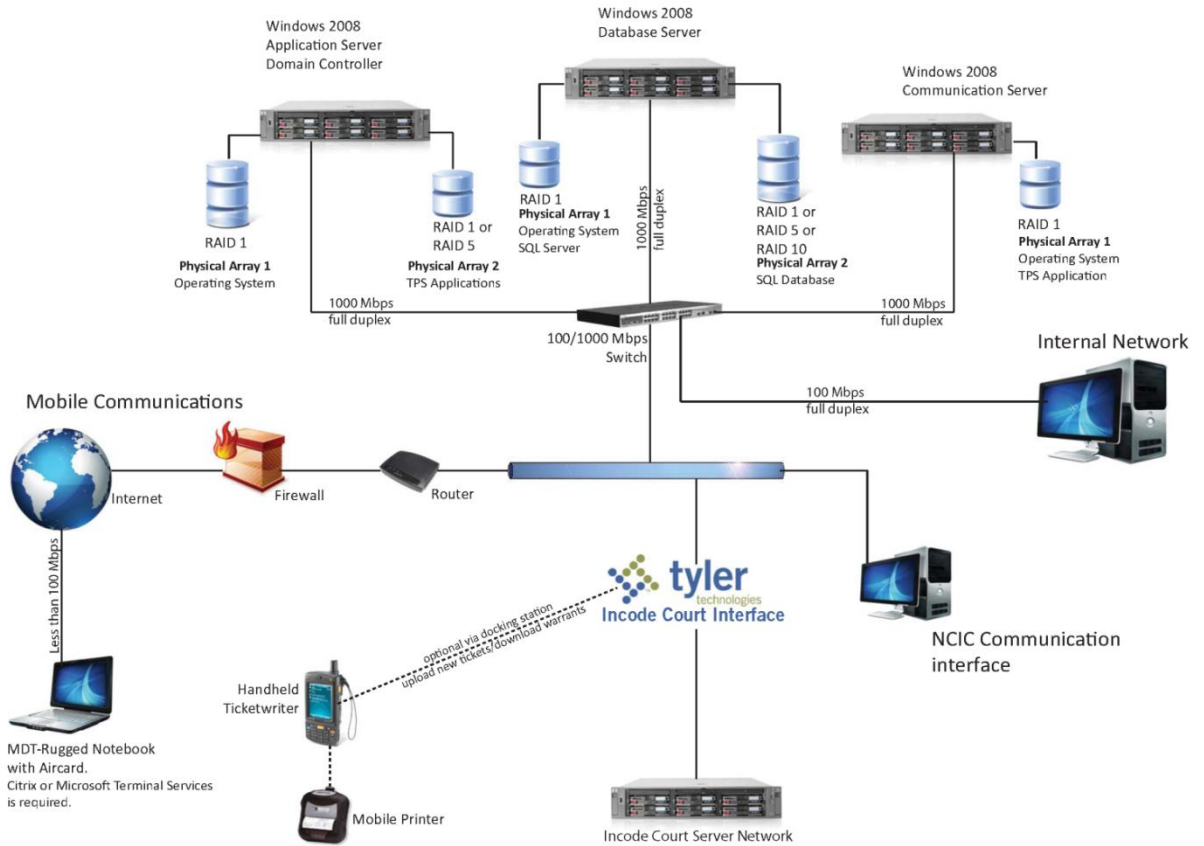 Windows 2008
Application Server
Domain Controller
Windows 2008
Database Server
Windows 2008
Communication Server
RAID 1
Physical Array 1
Operating System
RAID 1 or
RAID 5
Physical Array 2
TPS Applications
RAID 1
Physical Array 1
Operating System
SQL Server
1000 Mbps
full duplex
RAID 1 or
RAID 5 or
RAID 10
Physical Array 2
SQL Database
RAID 1
Physical Array 1
Operating System
TPS Application
1000 Mbps
full duplex
1000 Mbps
full duplex
100/1000 Mbps
Switch
Internal Network
100 Mbps
full duplex
Mobile Communications
Internet
Firewall
Router
Less than 100 Mbps
tyler
technologies
Incode Court Interface
NCIC Communication
interface
optional via docking station
upload new tickets/download warrants
Handheld
Ticketwriter
MDT-Rugged Notebook
with Aircard.
Citrix or Microsoft Terminal Services
is required.
Mobile Printer
Incode Court Server Network